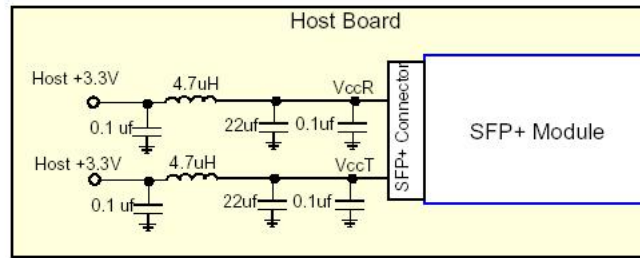 Host Board
Host +3.3V
4.7uH
VccR
0.1 uf
22uf
0.1uf
Host +3.3V
4.7uH
VccT
0.1 uf
22uf
0.1uf
SFP+ Connector
SFP+ Module